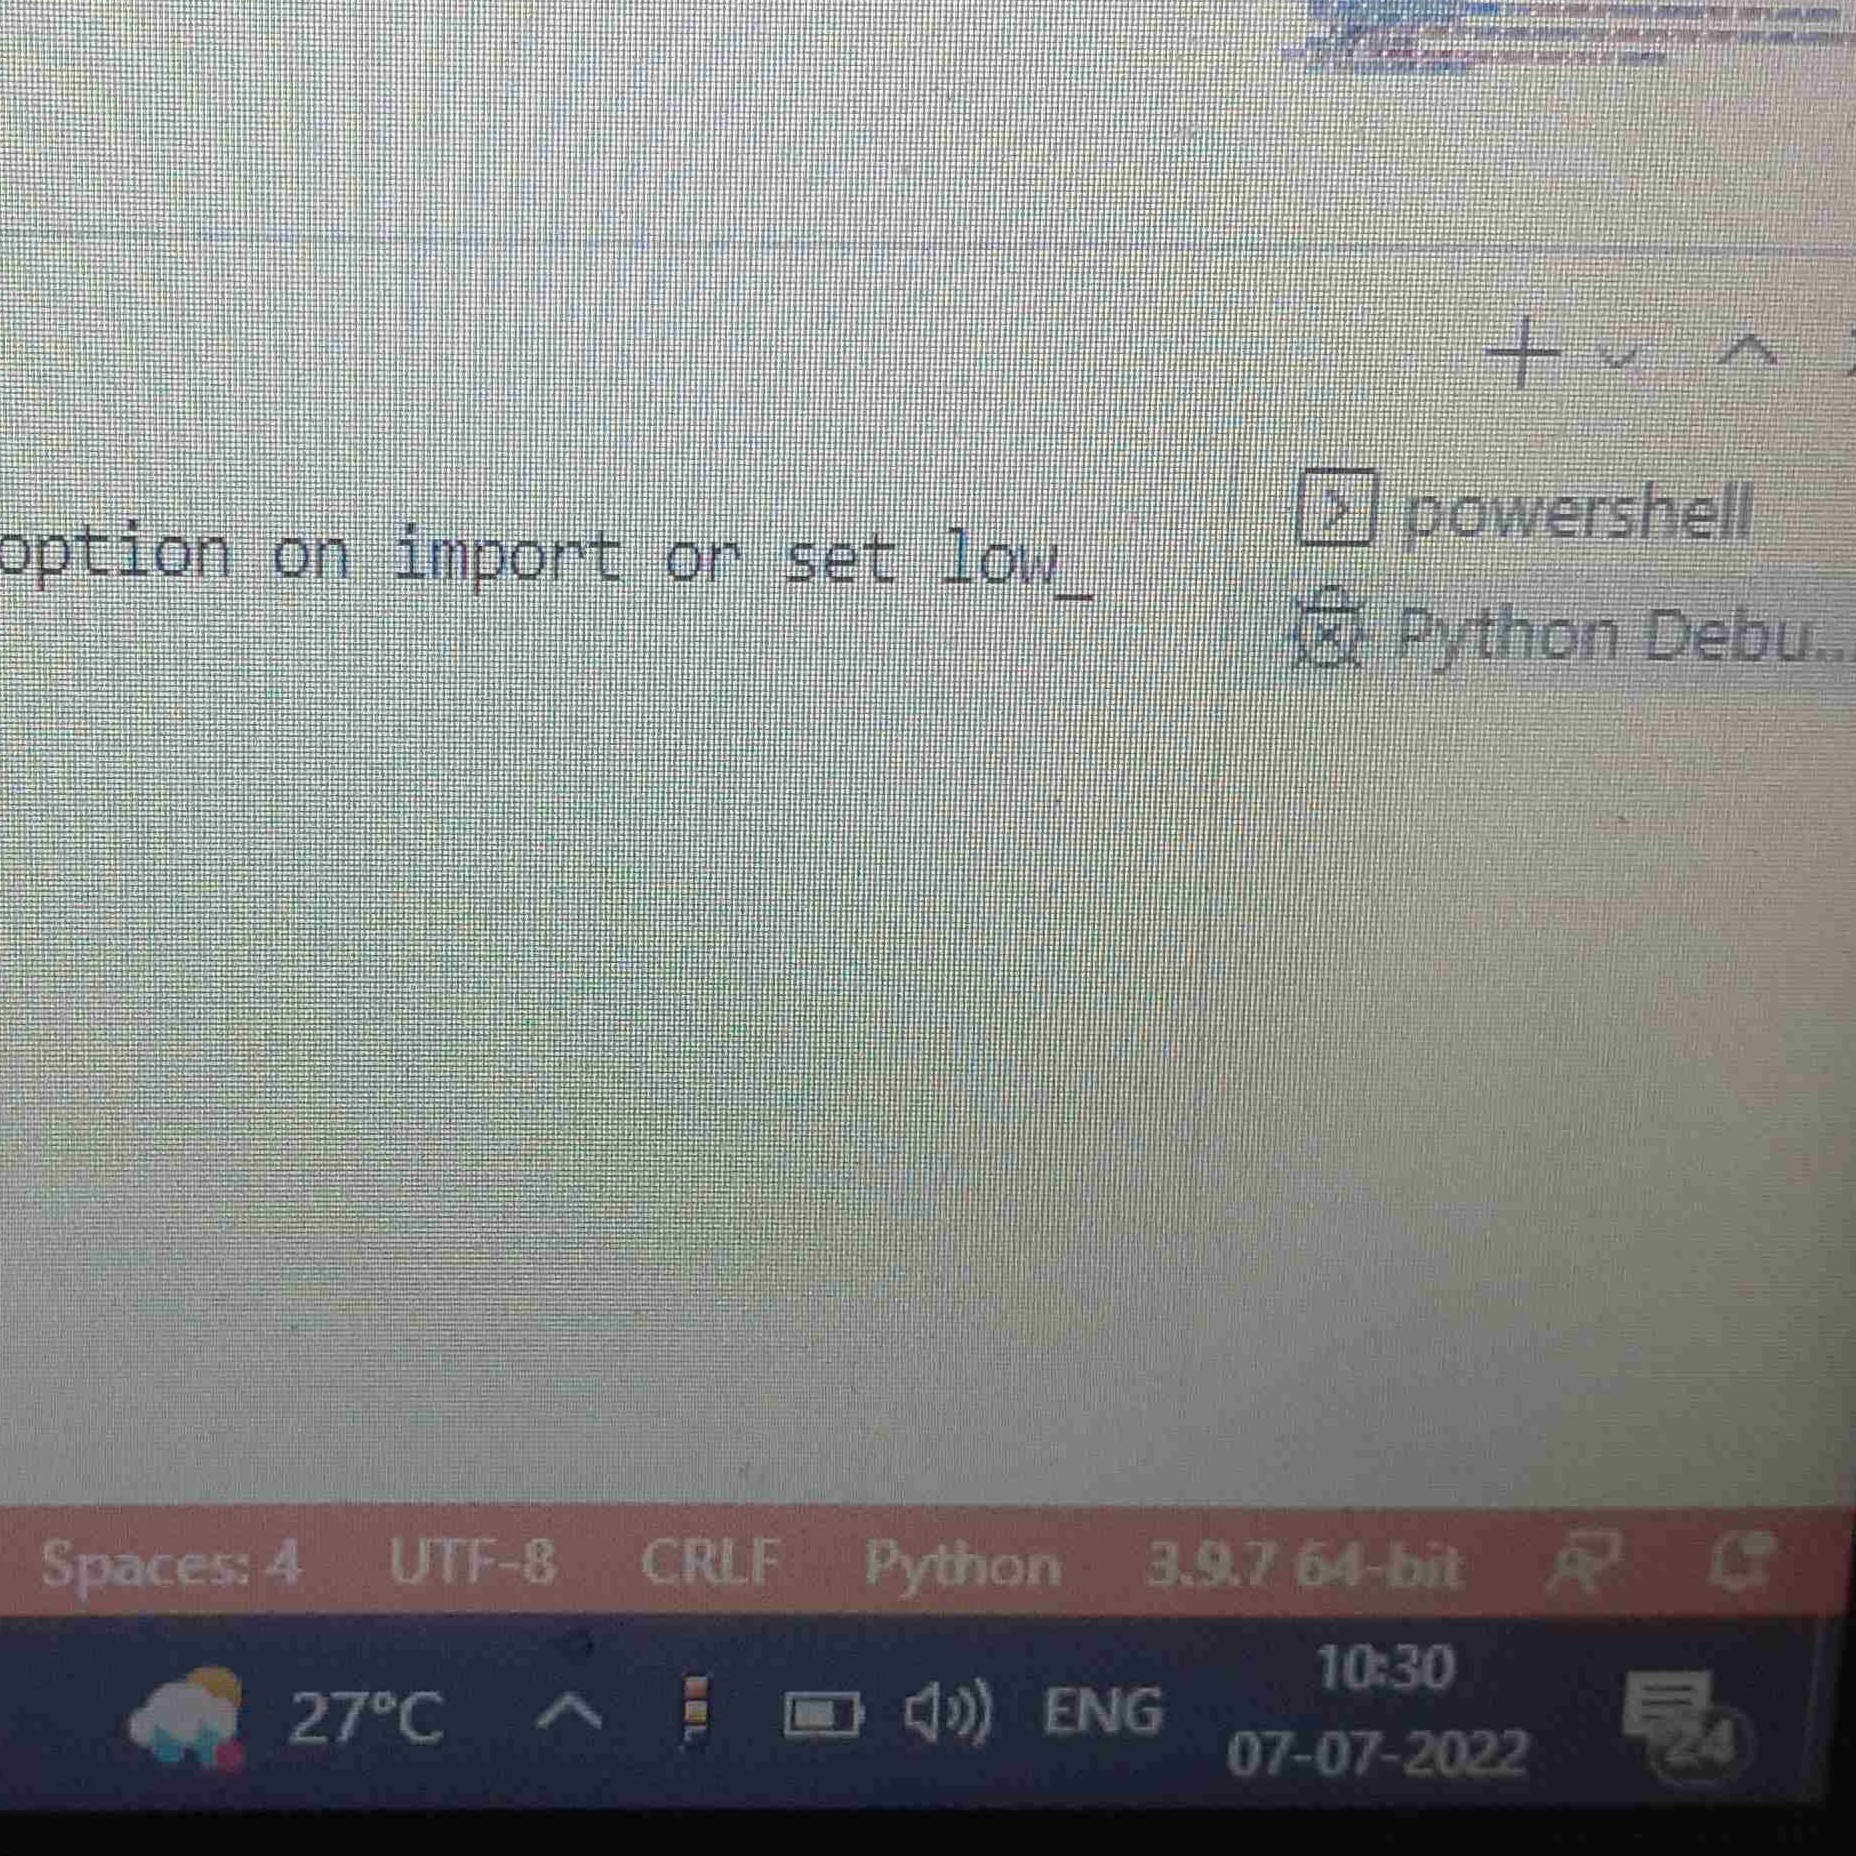 option on import or set low_
powershell
Python Debu...
Spaces: 4 UTF-8 CRLF Python 3.9.7 64-bit
27°C ENG 10:30
07-07-2022
24